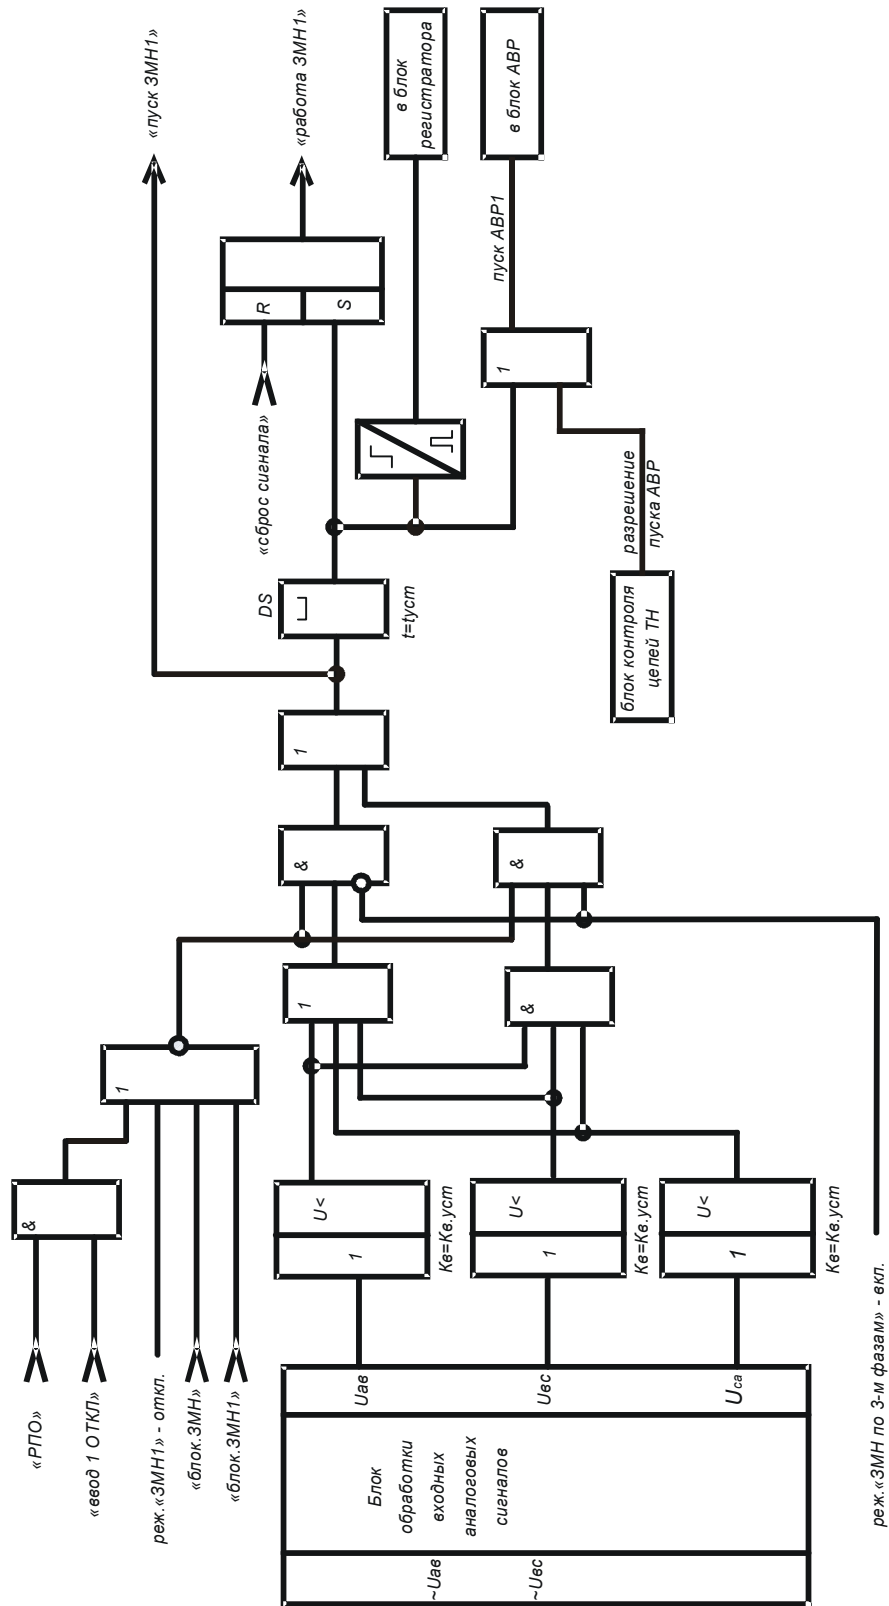 «РПО»
«ввод 1 ОТКЛ»
реж.«ЗМН1» - откл.
«блок.ЗМН»
«блок.ЗМН1»
&
1
~Uав
~Uвс
Блок
обработки
входных
аналоговых
сигналов
Uав
Uвс
Uса
1
U<
Кв=Кв.уст
1
U<
Кв=Кв.уст
1
U<
Кв=Кв.уст
реж.«ЗМН по 3-м фазам» - вкл.
1
&
&
&
1
«пуск ЗМН1»
DS
t=tуст
«сброс сигнала»
R
S
«работа ЗМН1»
в блок
регистратора
блок контроля
цепей ТН
разрешение
пуска АВР
1
пуск АВР1
в блок АВР